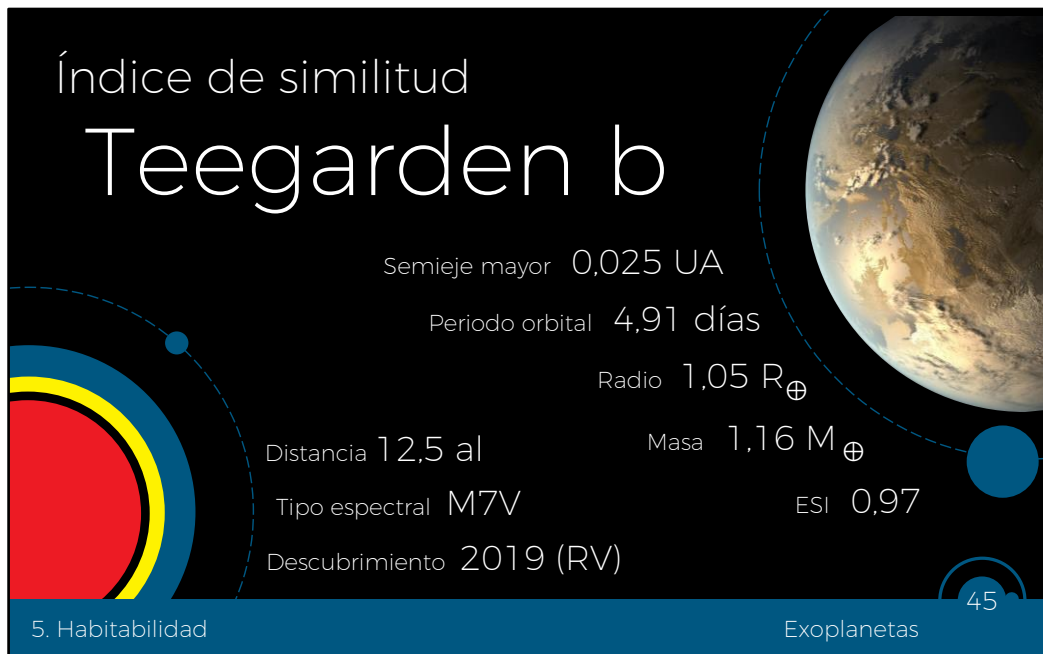 Índice de similitud
Teegarden b
Semieje mayor 0,025 UA
Periodo orbital 4,91 días
Radio 1,05 R⊕
Masa 1,16 M⊕
ESI 0,97
Distancia 12,5 al
Tipo espectral M7V
Descubrimiento 2019 (RV)
5. Habitabilidad
Exoplanetas
45